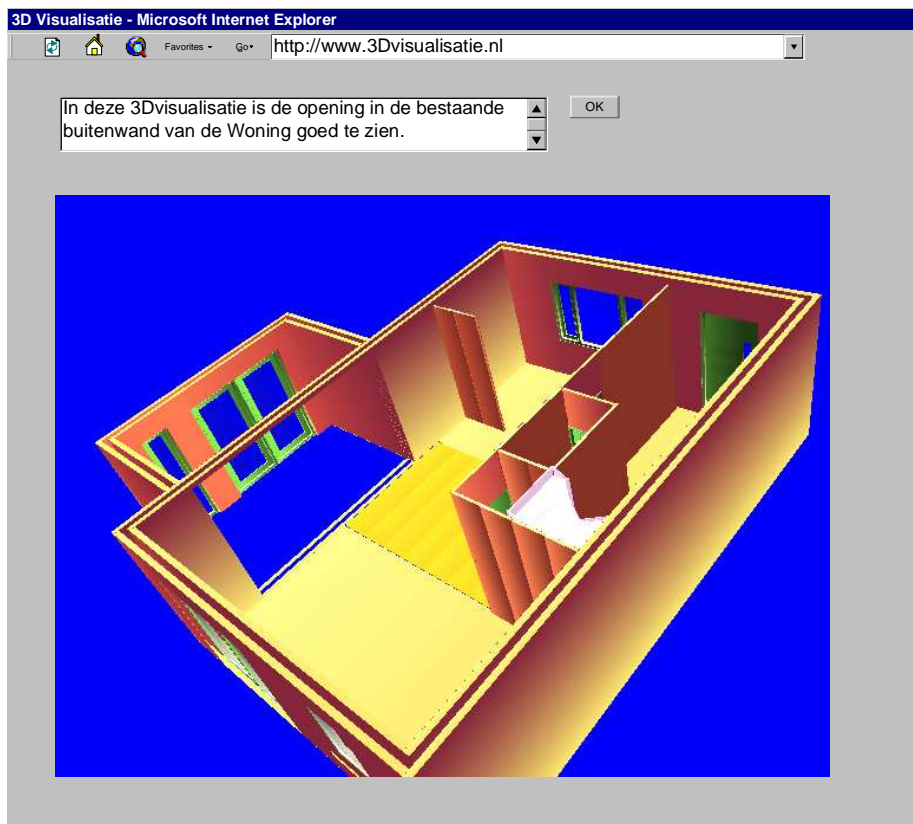 3D Visualisatie - Microsoft Internet Explorer
Favorites Go http://www.3Dvisualisatie.nl
In deze 3Dvisualisatie is de opening in de bestaande
buitenwand van de Woning goed te zien.
OK